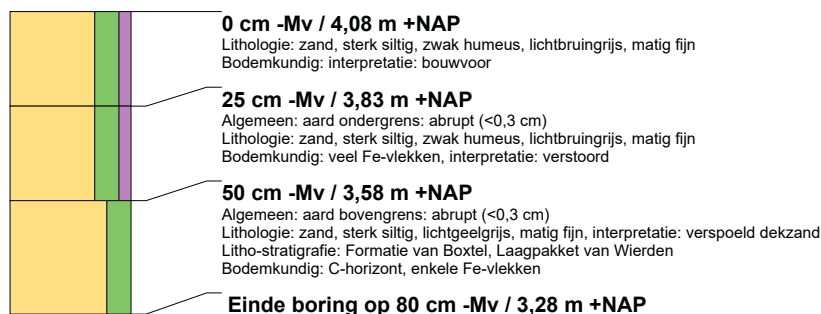 0 cm -Mv / 4,08 m +NAP
Lithologie: zand, sterk siltig, zwak humeus, lichtbruingrijs, matig fijn
Bodemkundig: interpretatie: bouwvoor
25 cm -Mv / 3,83 m +NAP
Algemeen: aard ondergrens: abrupt (<0,3 cm)
Lithologie: zand, sterk siltig, zwak humeus, lichtbruingrijs, matig fijn
Bodemkundig: veel Fe-vlekken, interpretatie: verstoord
50 cm -Mv / 3,58 m +NAP
Algemeen: aard bovengrens: abrupt (<0,3 cm)
Lithologie: zand, sterk siltig, lichtgeelgrijs, matig fijn, interpretatie: verspoeld dekzand
Litho-stratigrafie: Formatie van Boxtel, Laagpakket van Wierden
Bodemkundig: C-horizont, enkele Fe-vlekken
Einde boring op 80 cm -Mv / 3,28 m +NAP